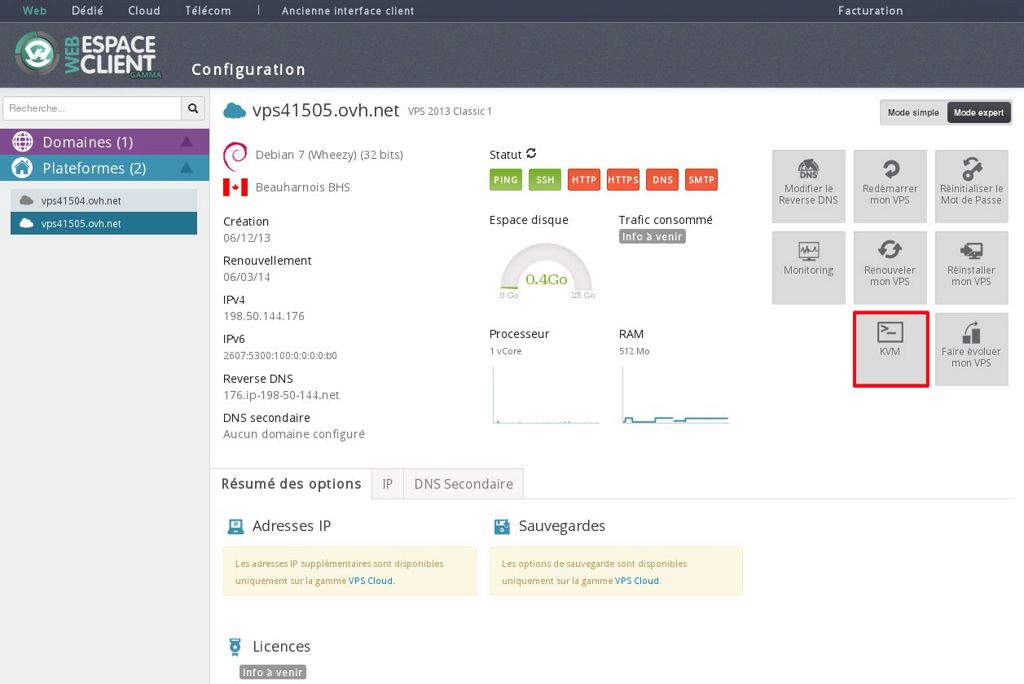 Web Dédié Cloud Télécom | Ancienne interface client Facturation
WEB ESPACE CLIENT GAMMA
Configuration
Recherche...
Domaines (1)
Plateformes (2)
vps41504.ovh.net
vps41505.ovh.net
vps41505.ovh.net VPS 2013 Classic 1
Mode simple Mode expert
Debian 7 (Wheezy) (32 bits)
Beauharnois BHS
Création
06/12/13
Renouvellement
06/03/14
IPv4
198.50.144.176
IPv6
2607:5300:100:0:0:0:0:b0
Reverse DNS
176.ip-198-50-144.net
DNS secondaire
Aucun domaine configuré
Statut
PING SSH HTTP HTTPS DNS SMTP
Espace disque
0.4Go
0 Go 25 Go
Trafic consommé
Info à venir
Processeur
1 vCore
RAM
512 Mo
DNS
Modifier le
Reverse DNS
Redémarrer
mon VPS
Réinitialiser le
Mot de Passe
Monitoring
Renouveler
mon VPS
Réinstaller
mon VPS
KVM
Faire évoluer
mon VPS
Résumé des options IP DNS Secondaire
Adresses IP
Les adresses IP supplémentaires sont disponibles
uniquement sur la gamme VPS Cloud.
Sauvegardes
Les options de sauvegarde sont disponibles
uniquement sur la gamme VPS Cloud.
Licences
Info à venir